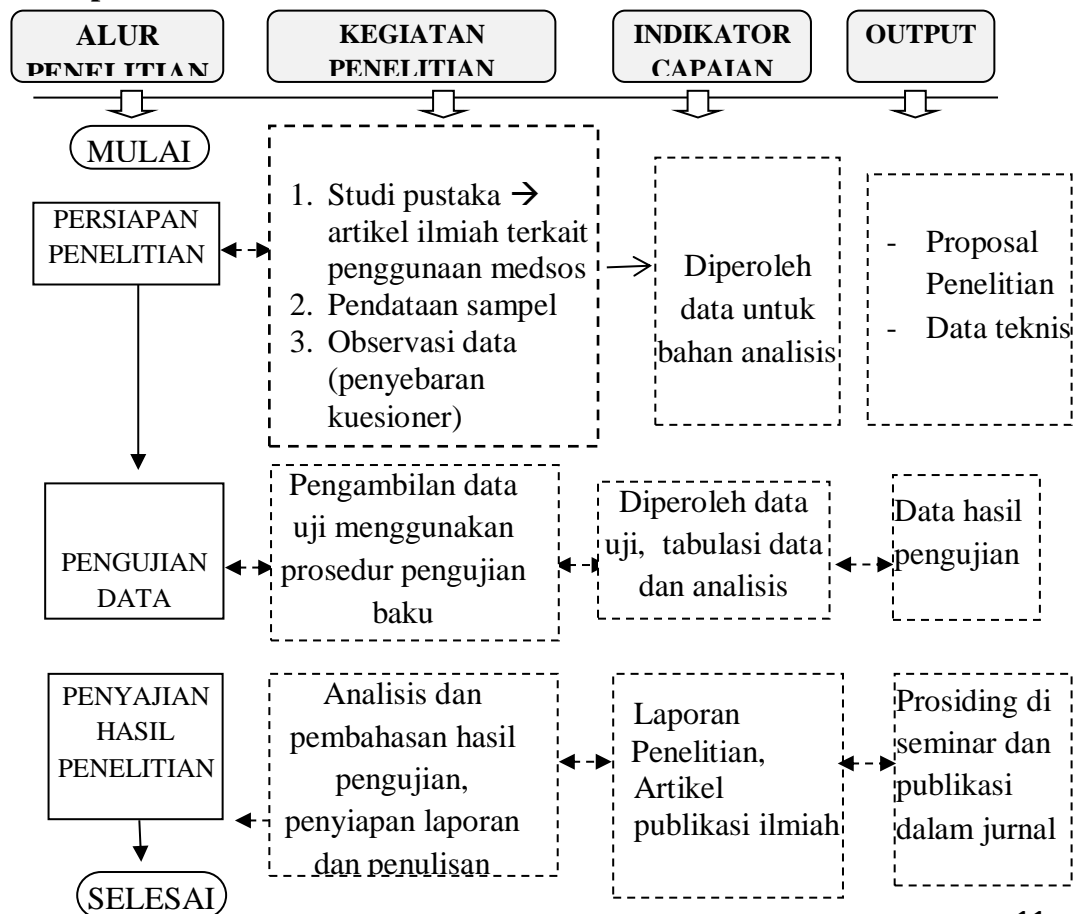 ALUR
PENELITIAN
KEGIATAN
PENELITIAN
INDIKATOR
CAPAIAN
OUTPUT
MULAI
PERSIAPAN
PENELITIAN
1. Studi pustaka →
artikel ilmiah terkait
penggunaan medsos
2. Pendataan sampel
3. Observasi data
(penyebaran
kuesioner)
Diperoleh
data untuk
bahan analisis
- Proposal
Penelitian
- Data teknis
PENGUJIAN
DATA
Pengambilan data
uji menggunakan
prosedur pengujian
baku
Diperoleh data
uji, tabulasi data
dan analisis
Data hasil
pengujian
PENYAJIAN
HASIL
PENELITIAN
Analisis dan
pembahasan hasil
pengujian,
penyiapan laporan
dan penulisan
Laporan
Penelitian,
Artikel
publikasi ilmiah
Prosiding di
seminar dan
publikasi
dalam jurnal
SELESAI